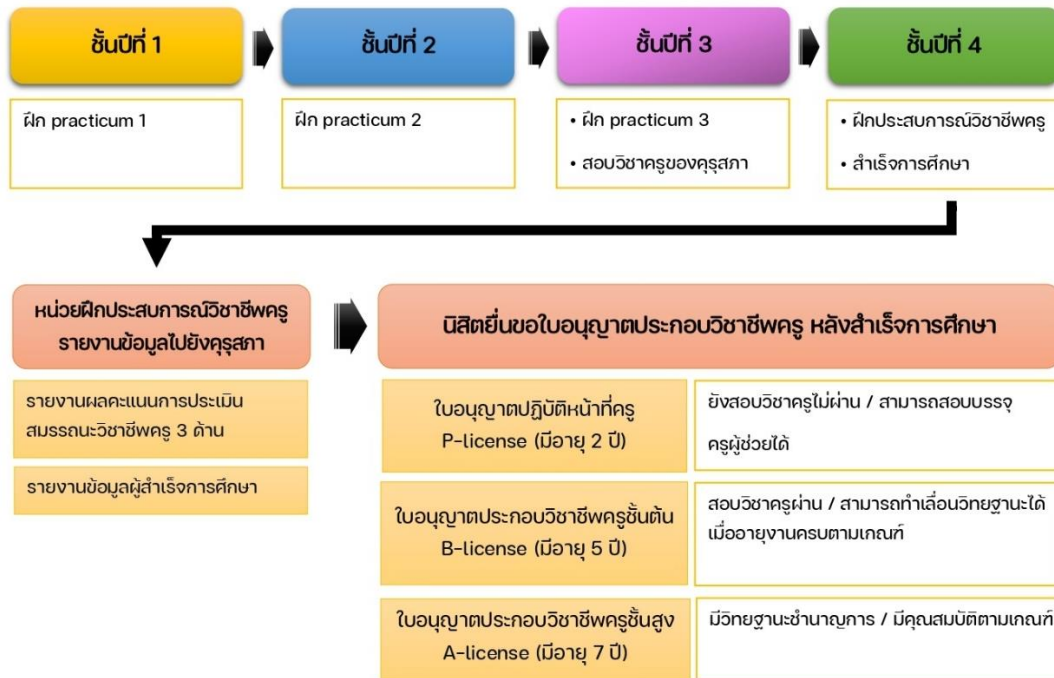 ชั้นปีที่ 1
ชั้นปีที่ 2
ชั้นปีที่ 3
ชั้นปีที่ 4
ฝึก practicum 1
ฝึก practicum 2
• ฝึก practicum 3
• สอบวิชาครูของคุรุสภา
• ฝึกประสบการณ์วิชาชีพครู
• สำเร็จการศึกษา
หน่วยฝึกประสบการณ์วิชาชีพครู
รายงานข้อมูลไปยังคุรุสภา
รายงานผลคะแนนการประเมิน
สมรรถนะวิชาชีพครู 3 ด้าน
รายงานข้อมูลผู้สำเร็จการศึกษา
นิสิตยื่นขอใบอนุญาตประกอบวิชาชีพครู หลังสำเร็จการศึกษา
ใบอนุญาตปฏิบัติหน้าที่ครู
P-license (มีอายุ 2 ปี)
ยังสอบวิชาครูไม่ผ่าน / สามารถสอบบรรจุ
ครูผู้ช่วยได้
ใบอนุญาตประกอบวิชาชีพครูชั้นต้น
B-license (มีอายุ 5 ปี)
สอบวิชาครูผ่าน / สามารถทำเลื่อนวิทยฐานะได้
เมื่ออายุงานครบตามเกณฑ์
ใบอนุญาตประกอบวิชาชีพครูชั้นสูง
A-license (มีอายุ 7 ปี)
มีวิทยฐานะชำนาญการ / มีคุณสมบัติตามเกณฑ์